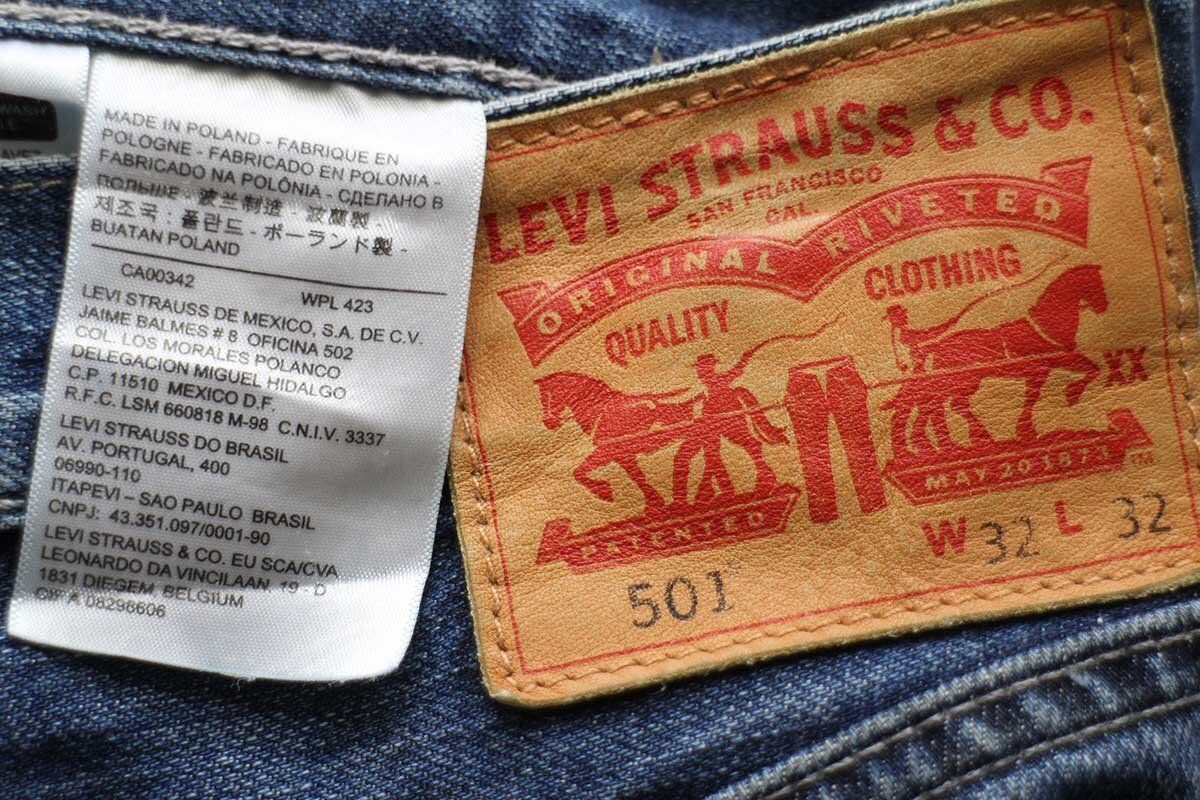 WASH
MADE IN POLAND - FABRIQUE EN
POLOGNE - FABRICADO EN POLONIA -
FABRICADO NA POLÔNIA - СДЕЛАНО В
ПОЛЬШЕ - 波兰制造 - 波蘭製 -
제조국 : 폴란드 - ポーランド製 -
BUATAN POLAND
CA00342 WPL 423
LEVI STRAUSS DE MEXICO, S.A. DE C.V.
JAIME BALMES # 8 OFICINA 502
COL. LOS MORALES POLANCO
DELEGACION MIGUEL HIDALGO
C.P. 11510 MEXICO D.F.
R.F.C. LSM 660818 M-98 C.N.I.V. 3337
LEVI STRAUSS DO BRASIL
AV. PORTUGAL, 400
06990-110
ITAPEVI – SAO PAULO BRASIL
CNPJ: 43.351.097/0001-90
LEVI STRAUSS & CO. EU SCA/CVA
LEONARDO DA VINCILAAN, 19 - D
1831 DIEGEM, BELGIUM
08298606
LEVI STRAUSS & CO.
SAN FRANCISCO
CAL.
ORIGINAL RIVETED
QUALITY CLOTHING
XX
PATENTED MAY 20 1873 TM
W 32 L 32
501